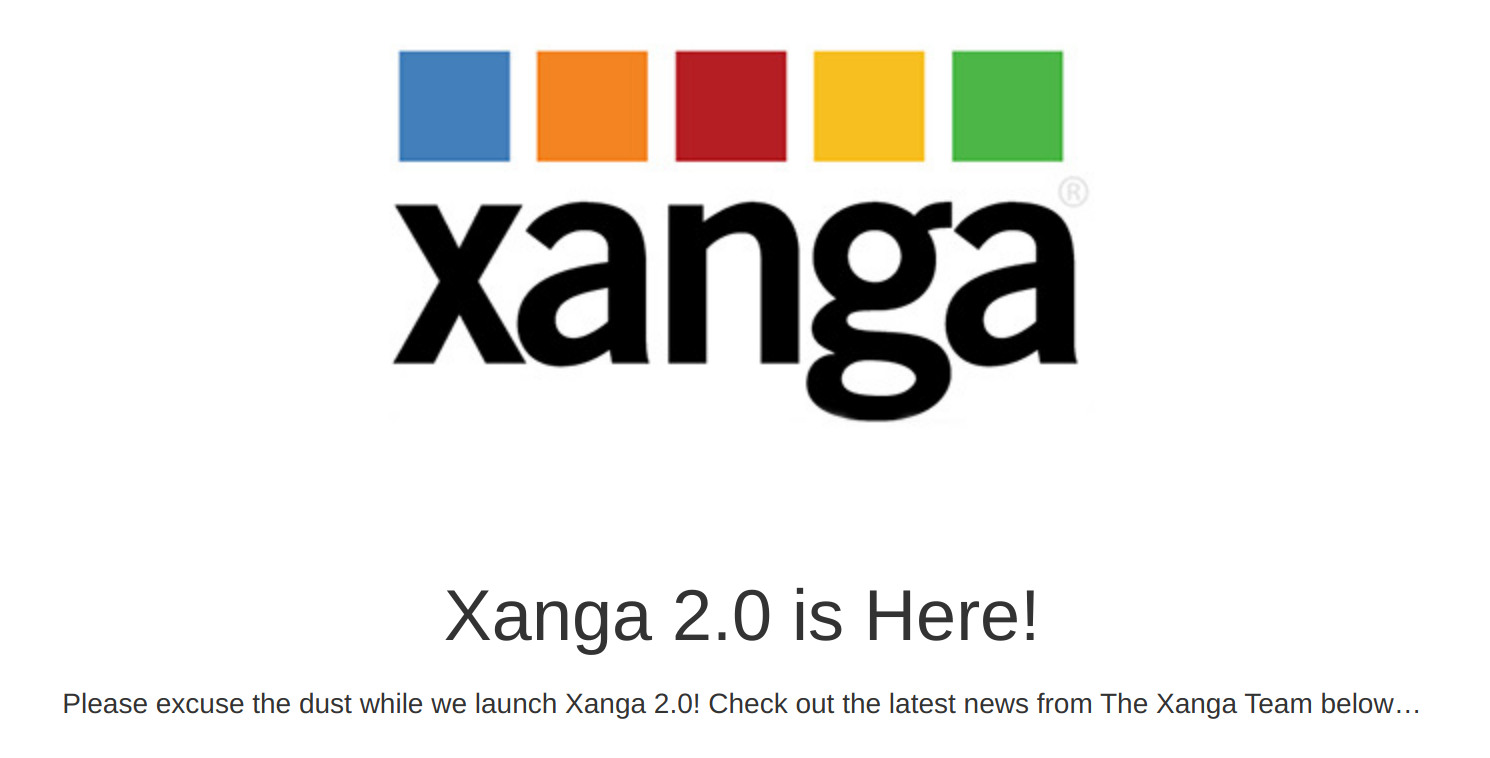 xanga®
Xanga 2.0 is Here!
Please excuse the dust while we launch Xanga 2.0! Check out the latest news from The Xanga Team below…